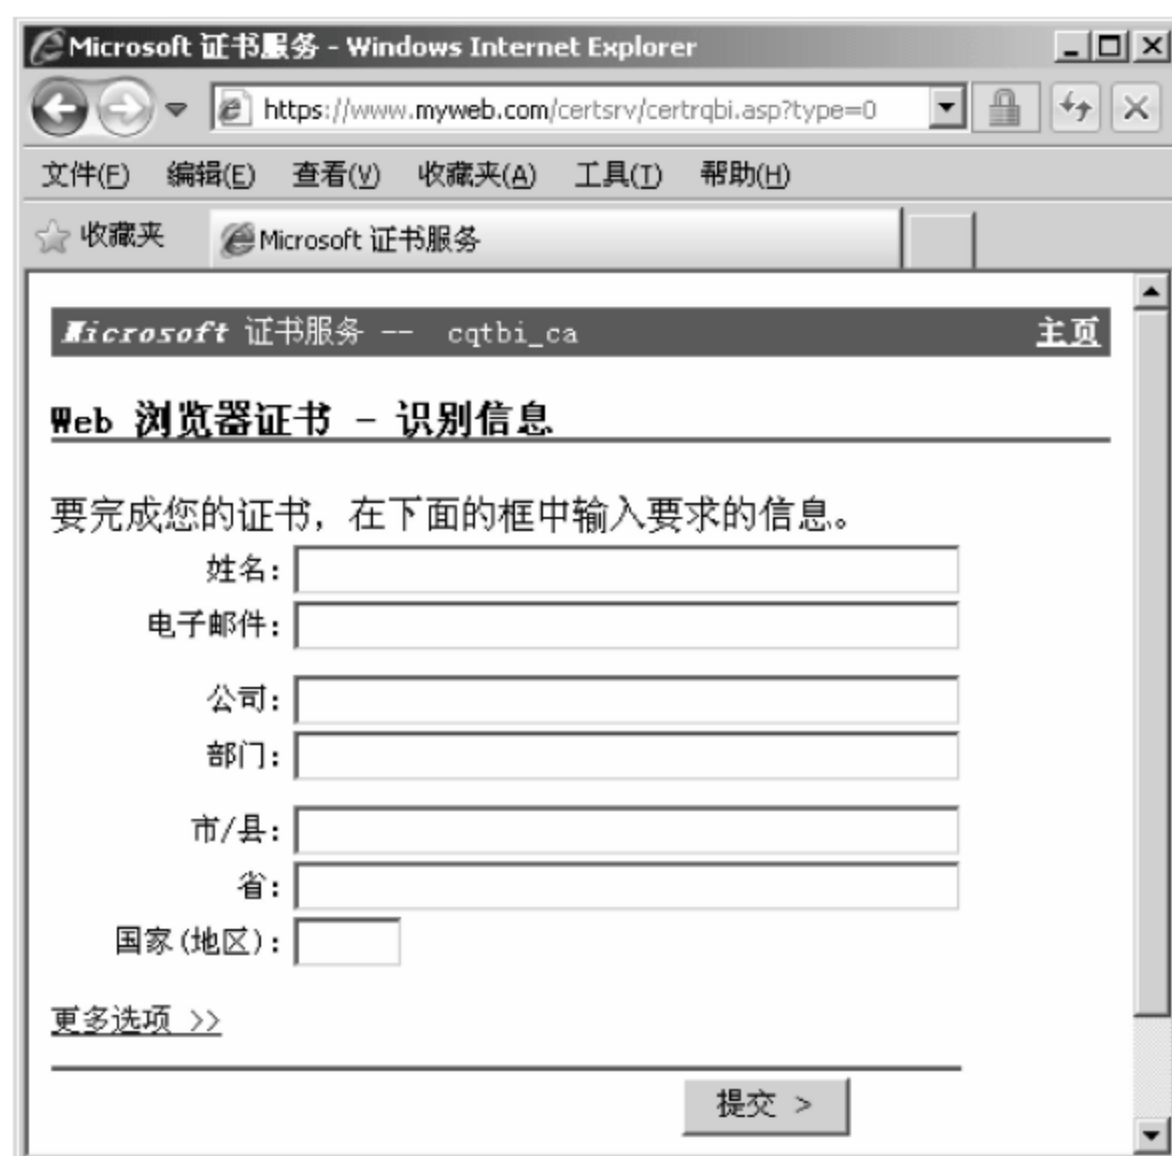 Microsoft 证书服务 - Windows Internet Explorer
https://www.myweb.com/certsrv/certrqbi.asp?type=0
文件(F) 编辑(E) 查看(V) 收藏夹(A) 工具(T) 帮助(H)
收藏夹 Microsoft 证书服务
Microsoft 证书服务 -- cqtbi_ca 主页
Web 浏览器证书 - 识别信息
要完成您的证书，在下面的框中输入要求的信息。
姓名:
电子邮件:
公司:
部门:
市/县:
省:
国家(地区):
更多选项 >>
提交 >